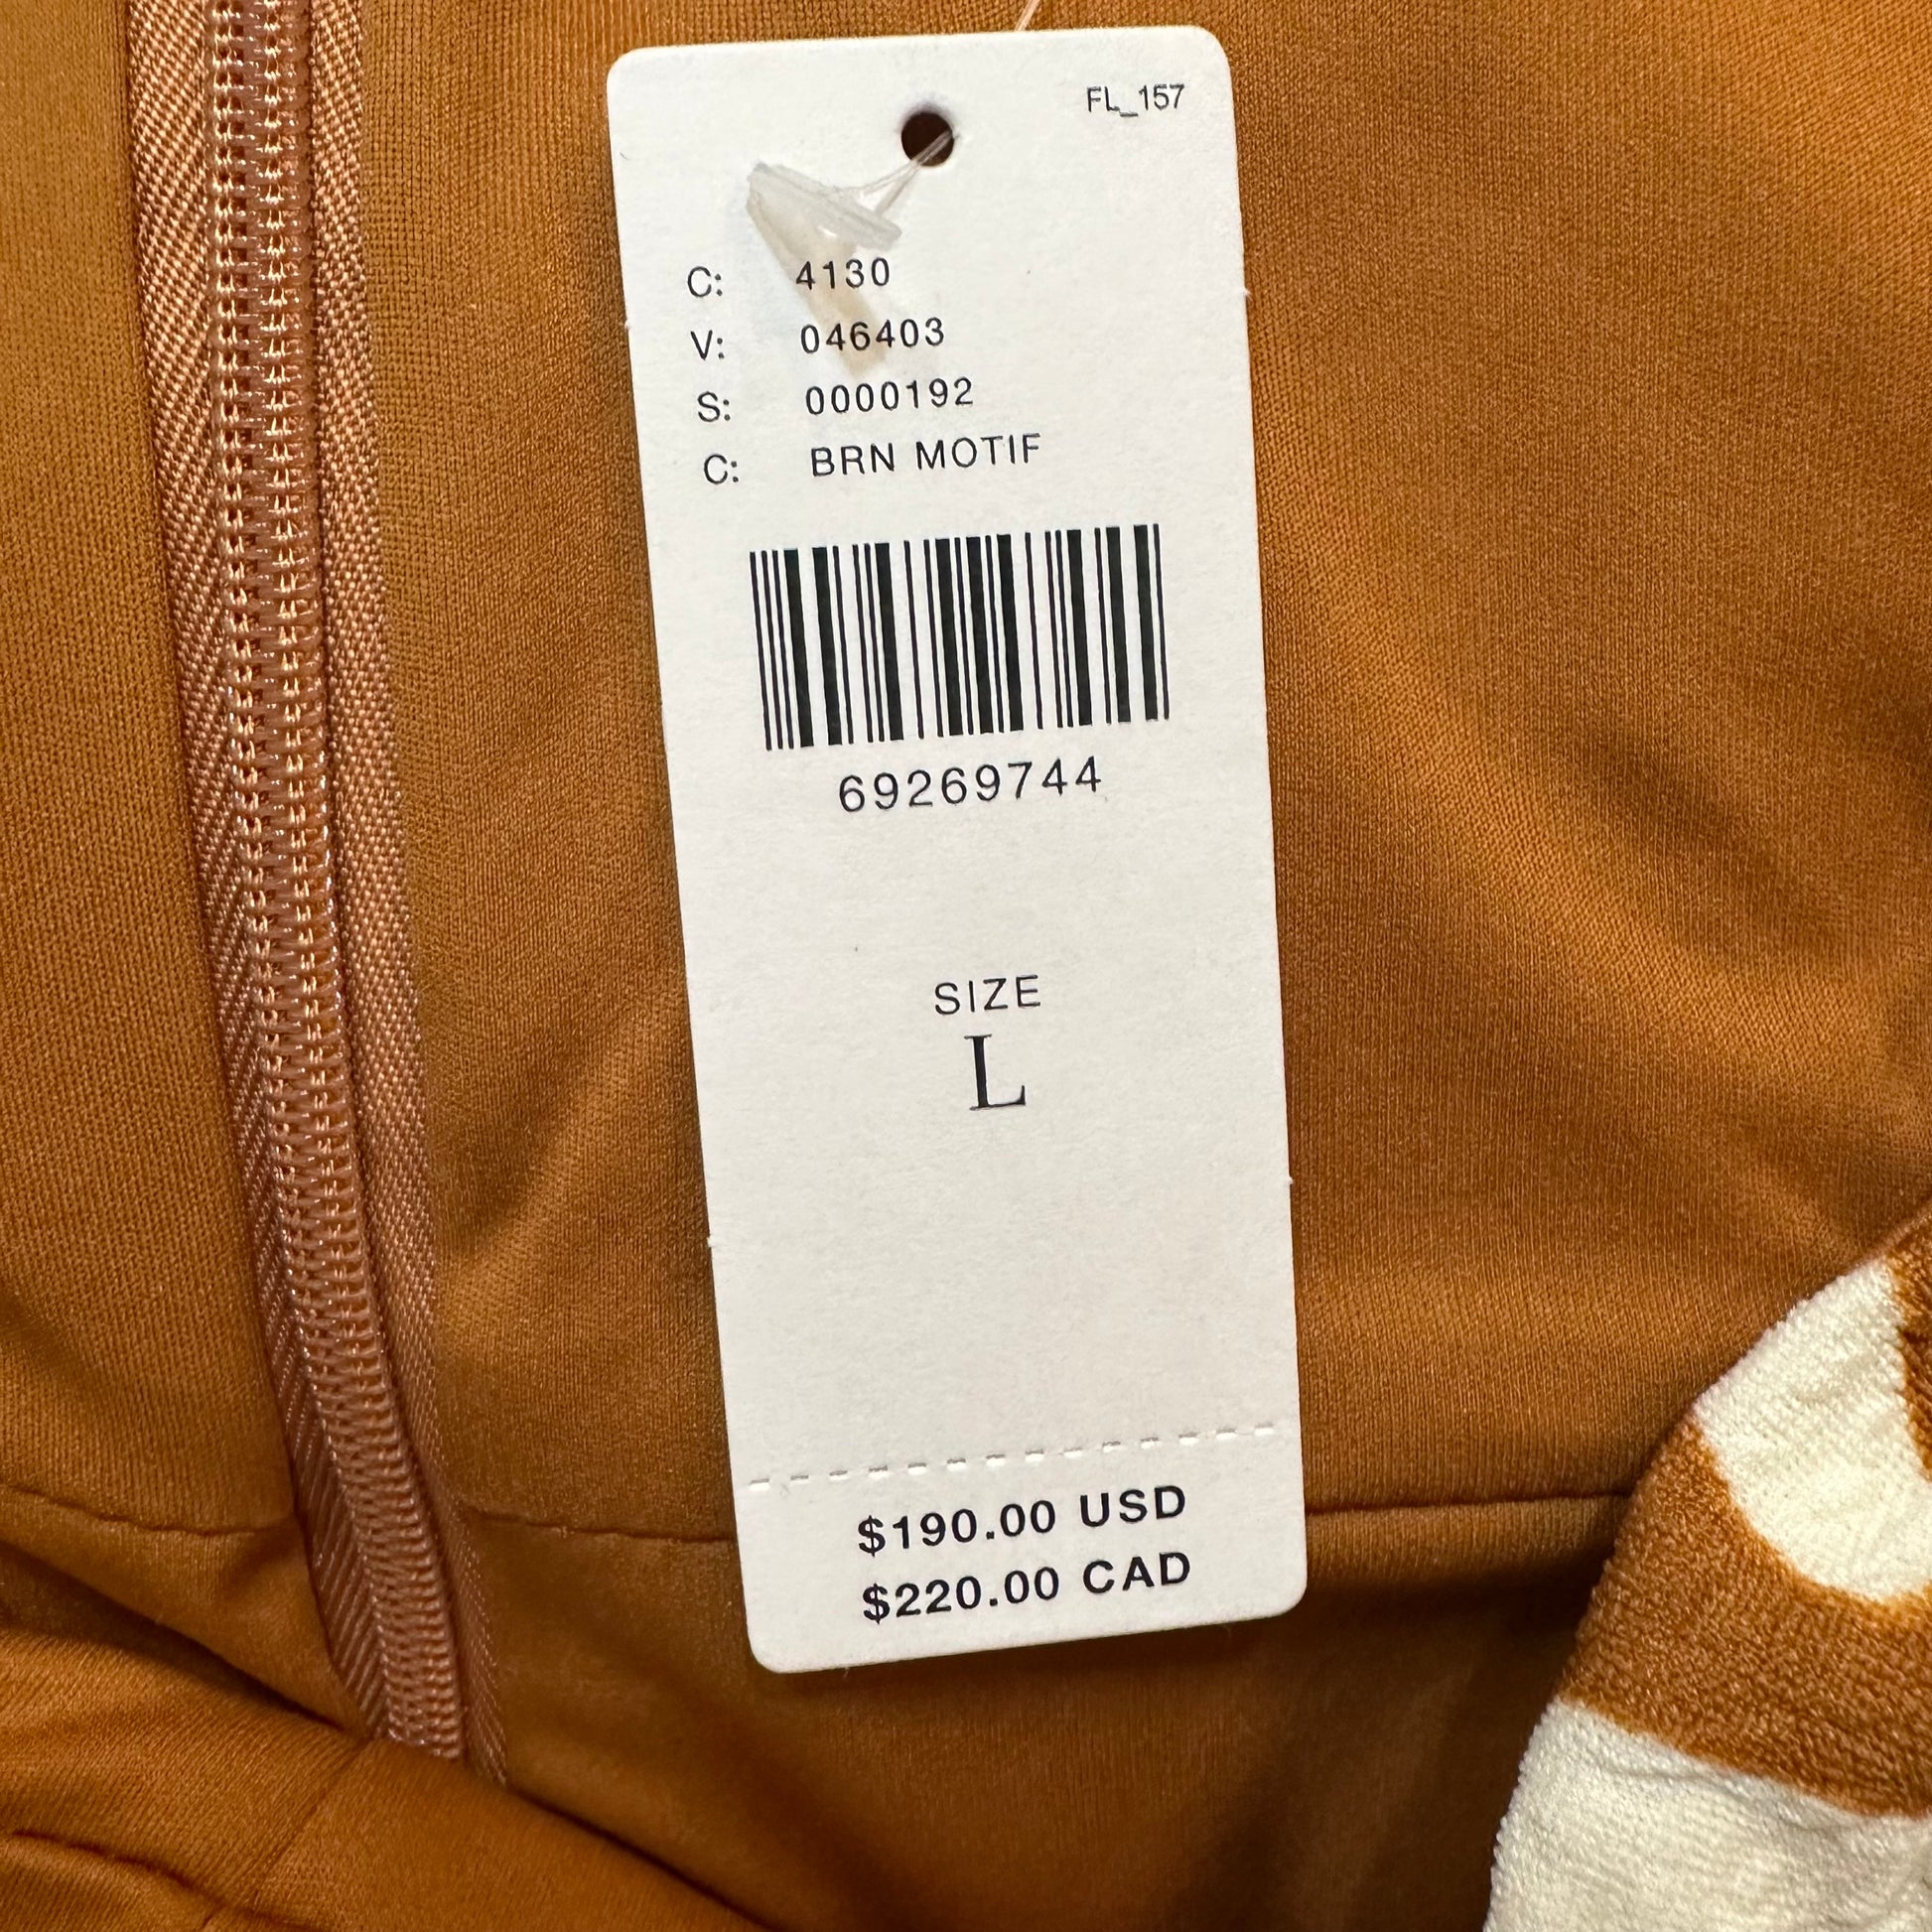 FL_157
C: 4130
V: 046403
S: 0000192
C: BRN MOTIF
69269744
SIZE
L
$190.00 USD
$220.00 CAD